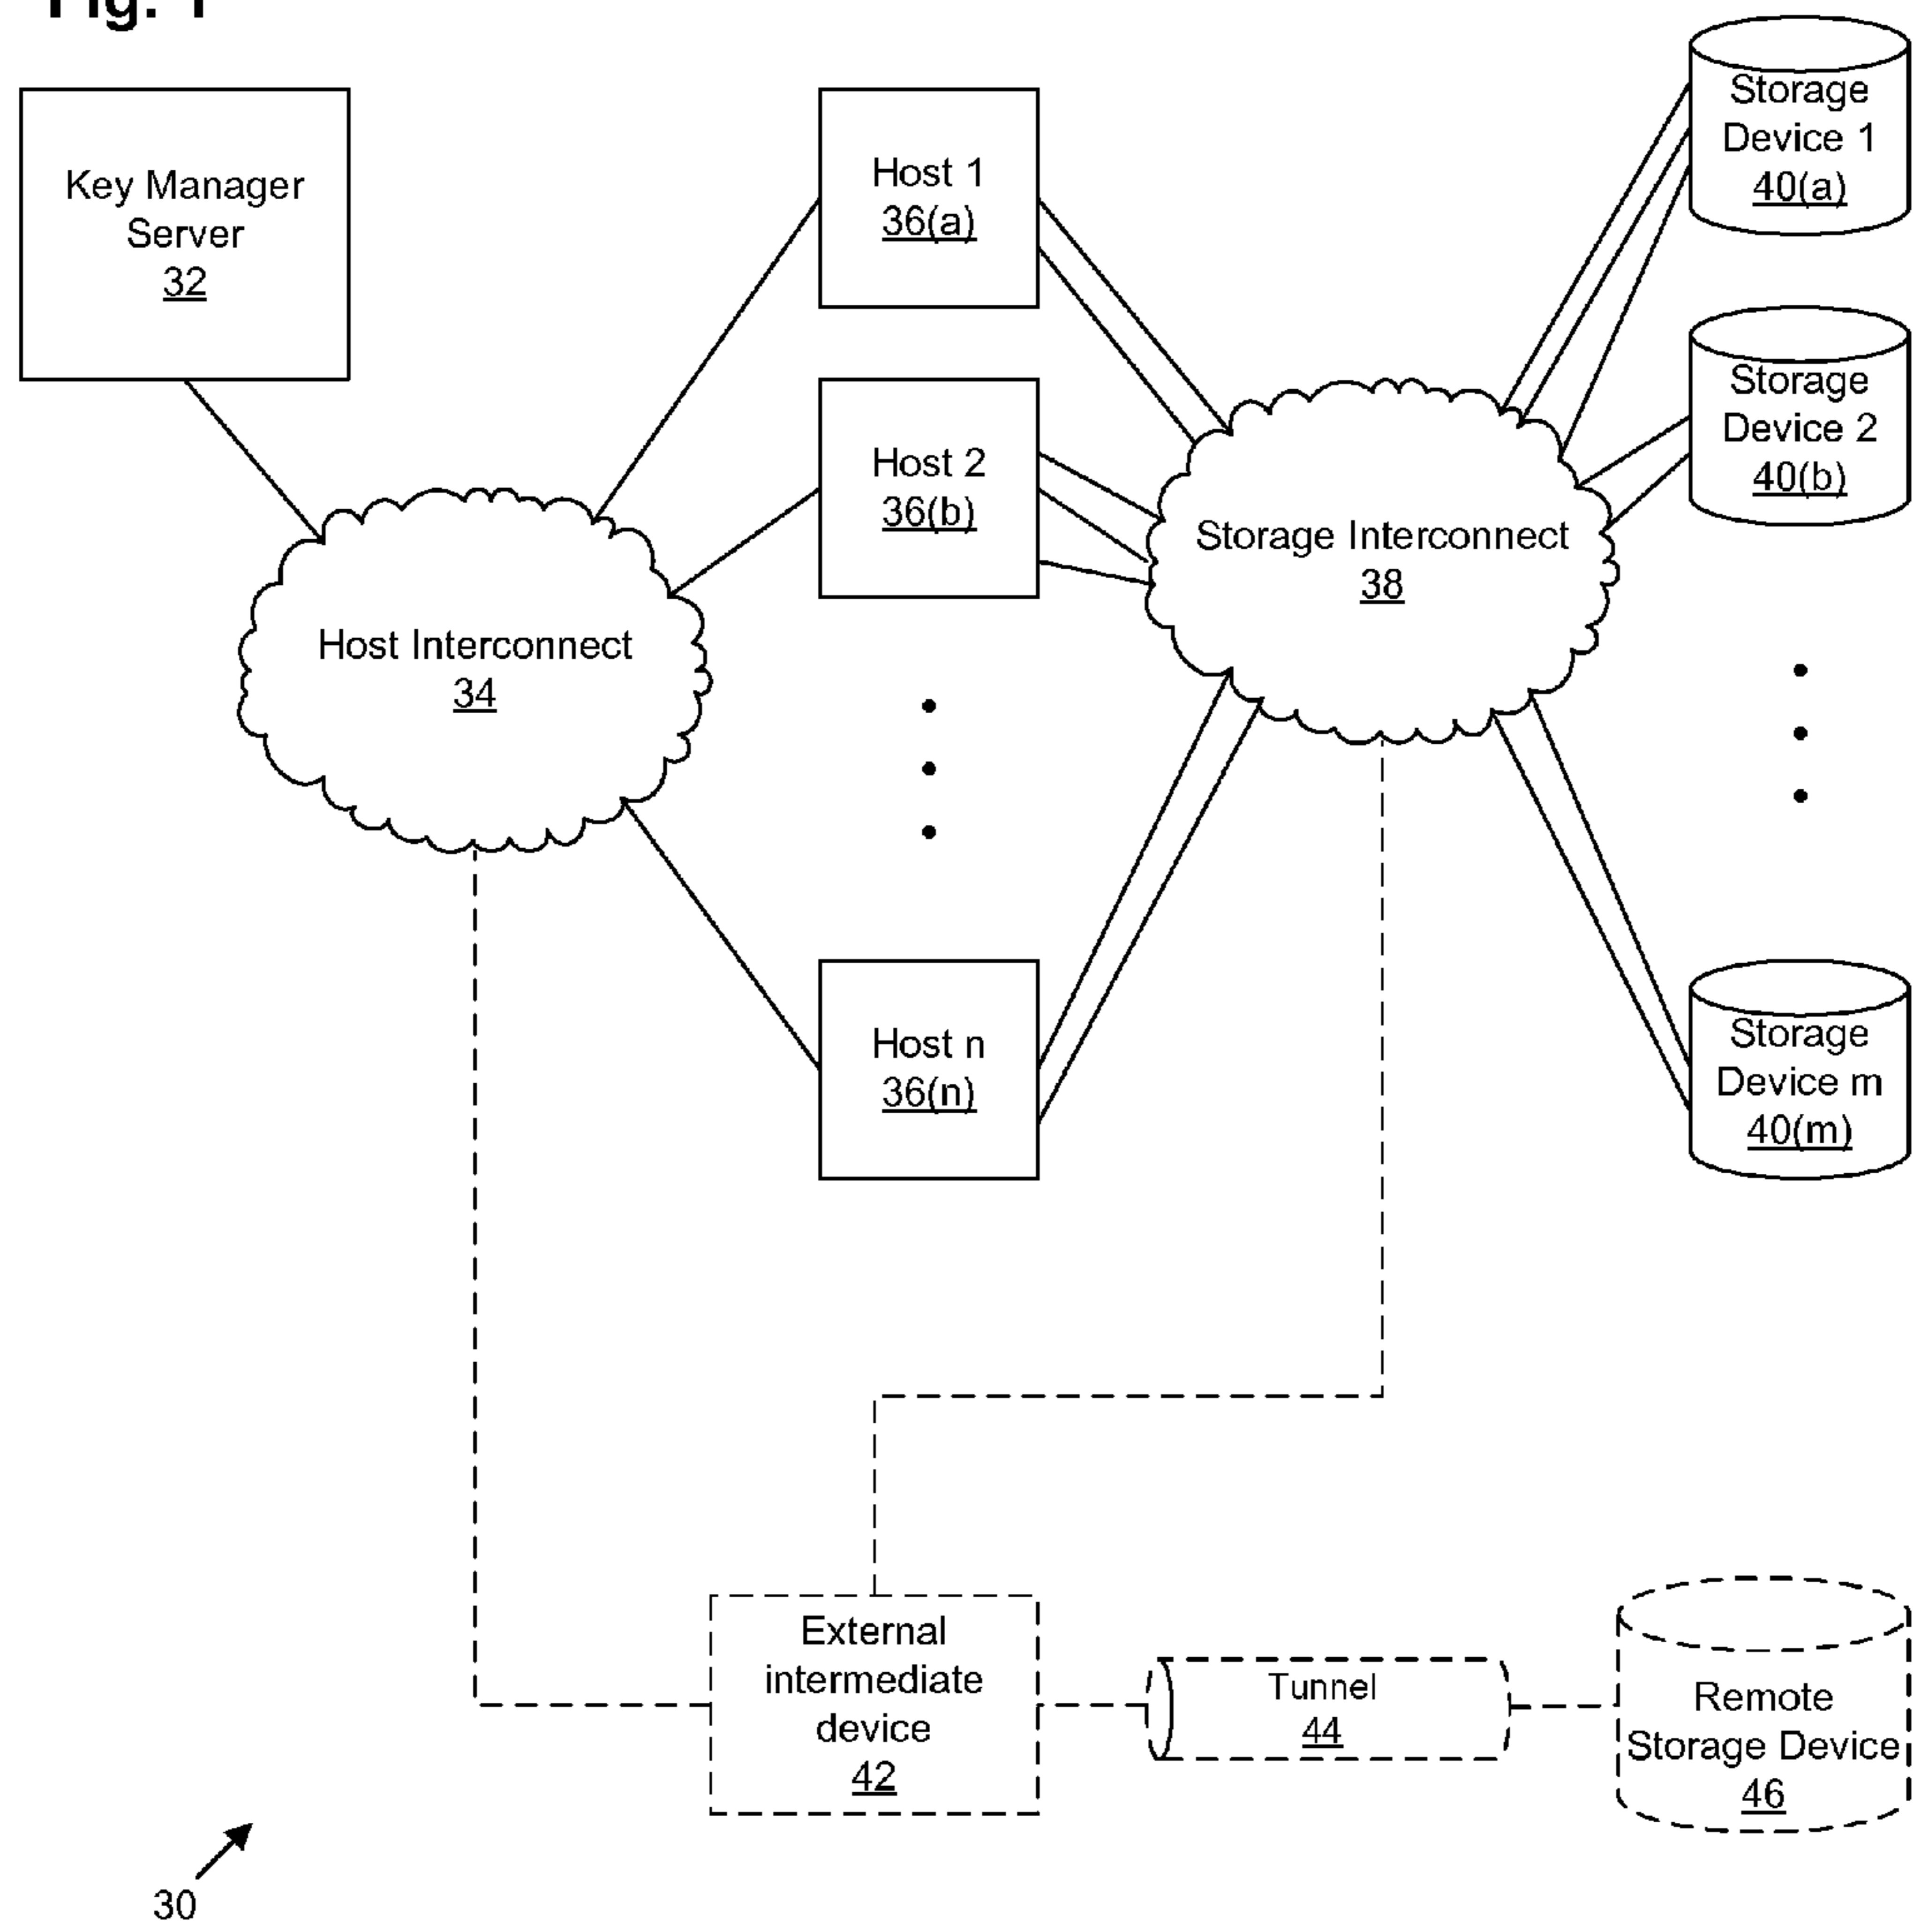 Fig. 1
Key Manager
Server
32
Host 1
36(a)
Storage
Device 1
40(a)
Host 2
36(b)
Storage
Device 2
40(b)
Storage Interconnect
38
Host Interconnect
34
Host n
36(n)
Storage
Device m
40(m)
External
intermediate
device
42
Tunnel
44
Remote
Storage Device
46
30